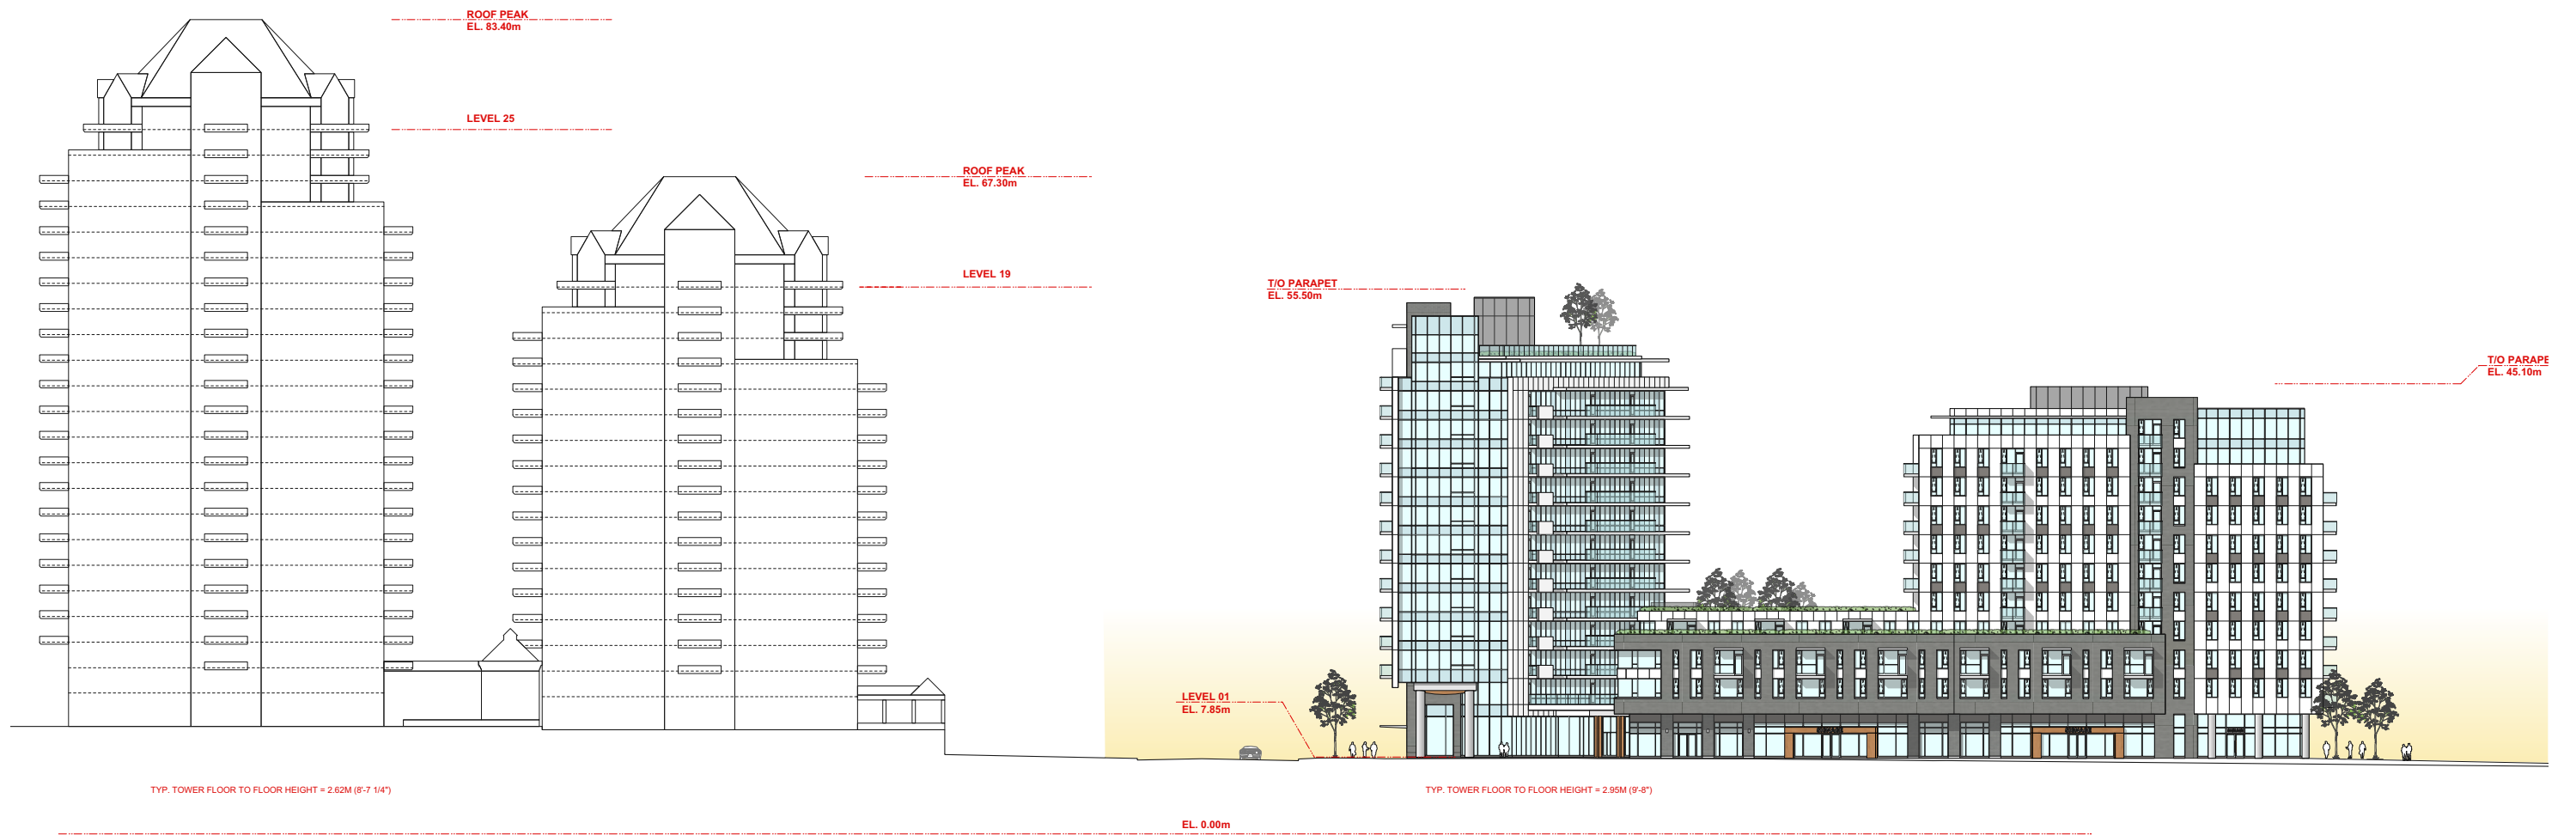 ROOF PEAK
EL. 83.40m
LEVEL 25
ROOF PEAK
EL. 67.30m
LEVEL 19
T/O PARAPET
EL. 55.50m
T/O PARAPE
EL. 45.10m
LEVEL 01
EL. 7.85m
TYP. TOWER FLOOR TO FLOOR HEIGHT = 2.62M (8'-7 1/4")
TYP. TOWER FLOOR TO FLOOR HEIGHT = 2.95M (9'-8")
EL. 0.00m